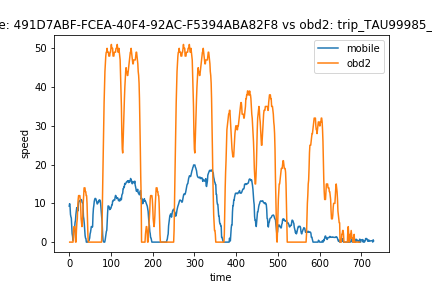 e: 491D7ABF-FCEA-40F4-92AC-F5394ABA82F8 vs obd2: trip_TAU99985_
mobile
obd2
speed
50
40
30
20
10
0
0 100 200 300 400 500 600 700
time